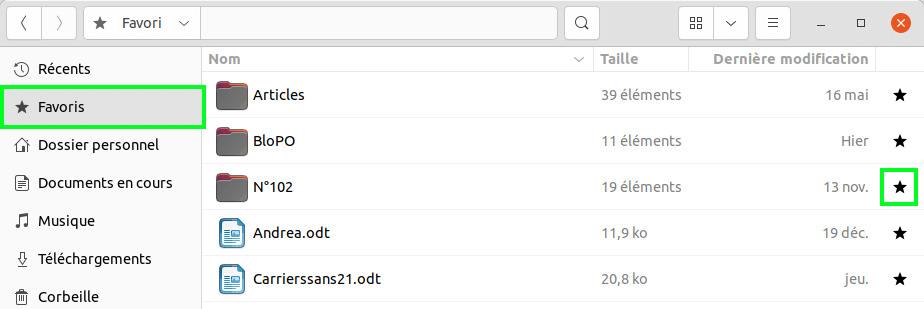 Favori
Nom Taille Dernière modification
Récents
Favoris
Dossier personnel
Documents en cours
Musique
Téléchargements
Corbeille
Articles 39 éléments 16 mai
BloPO 11 éléments Hier
N°102 19 éléments 13 nov.
Andrea.odt 11,9 ko 19 déc.
Carrierssans21.odt 20,8 ko jeu.